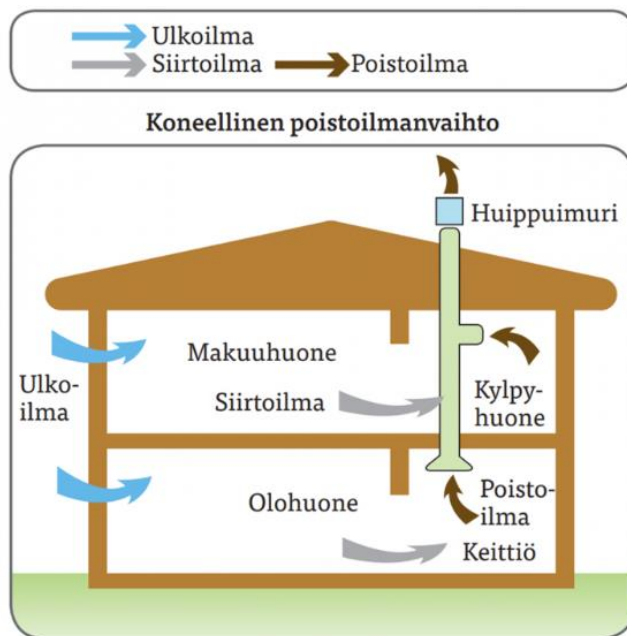 Ulkoilma
Siirtoilma Poistoilma
Koneellinen poistoilmanvaihto
Huippuimuri
Makuuhuone
Ulko-
ilma
Siirtoilma
Kylpy-
huone
Olohuone
Poisto-
ilma
Keittiö